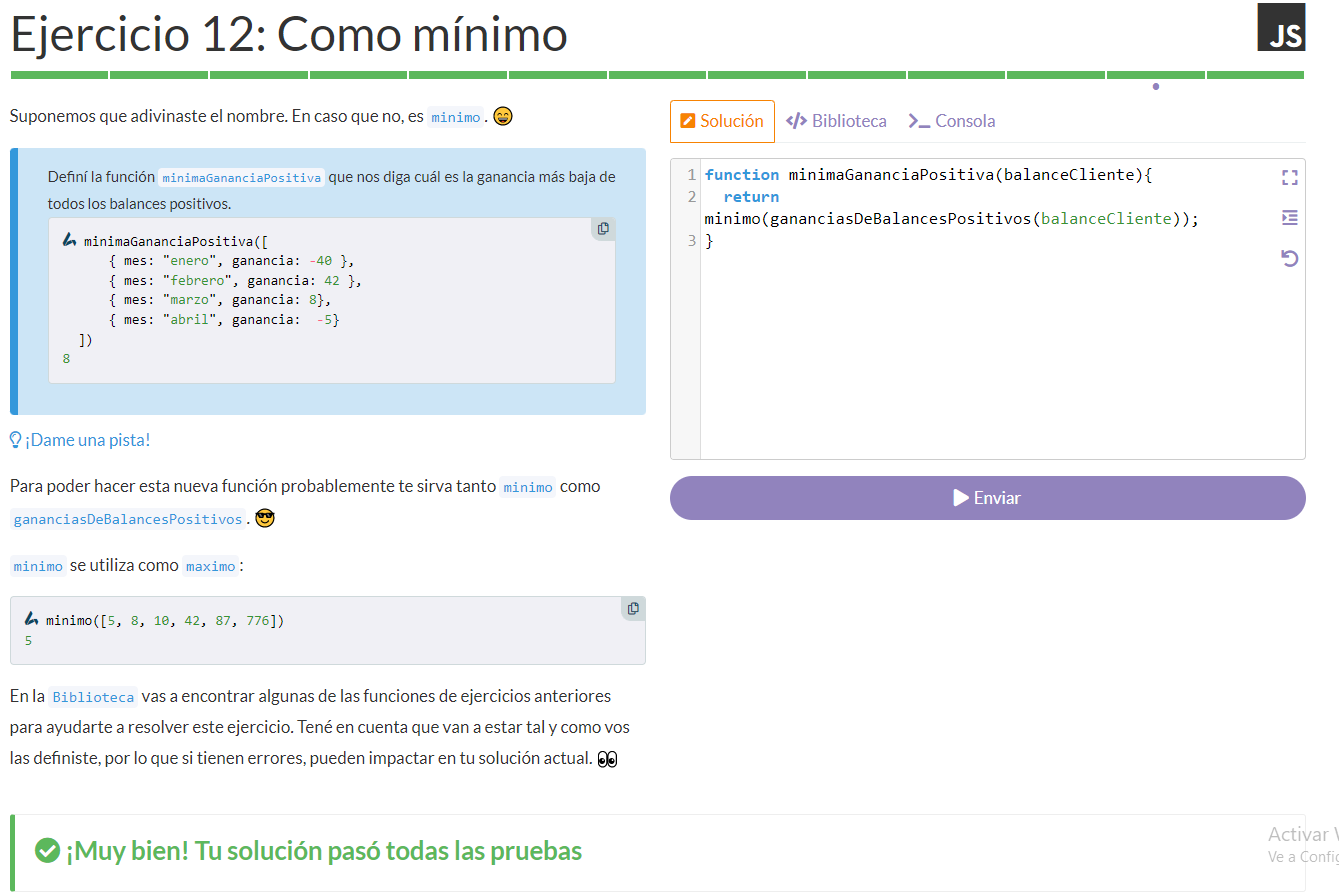 Ejercicio 12: Como mínimo
JS
Suponemos que adivinaste el nombre. En caso que no, es minimo. 😄
Definí la función minimaGananciaPositiva que nos diga cuál es la ganancia más baja de
todos los balances positivos.
minimaGananciaPositiva([
{ mes: "enero", ganancia: -40 },
{ mes: "febrero", ganancia: 42 },
{ mes: "marzo", ganancia: 8},
{ mes: "abril", ganancia:  -5}
])
8
¡Dame una pista!
Para poder hacer esta nueva función probablemente te sirva tanto minimo como
gananciasDeBalancesPositivos. 😎
minimo se utiliza como maximo:
minimo([5, 8, 10, 42, 87, 776])
5
En la Biblioteca vas a encontrar algunas de las funciones de ejercicios anteriores
para ayudarte a resolver este ejercicio. Tené en cuenta que van a estar tal y como vos
las definiste, por lo que si tienen errores, pueden impactar en tu solución actual. 👀
Solución </> Biblioteca >_ Consola
1 function minimaGananciaPositiva(balanceCliente){
2 return
minimo(gananciasDeBalancesPositivos(balanceCliente));
3 }
Enviar
¡Muy bien! Tu solución pasó todas las pruebas
Activar
Ve a